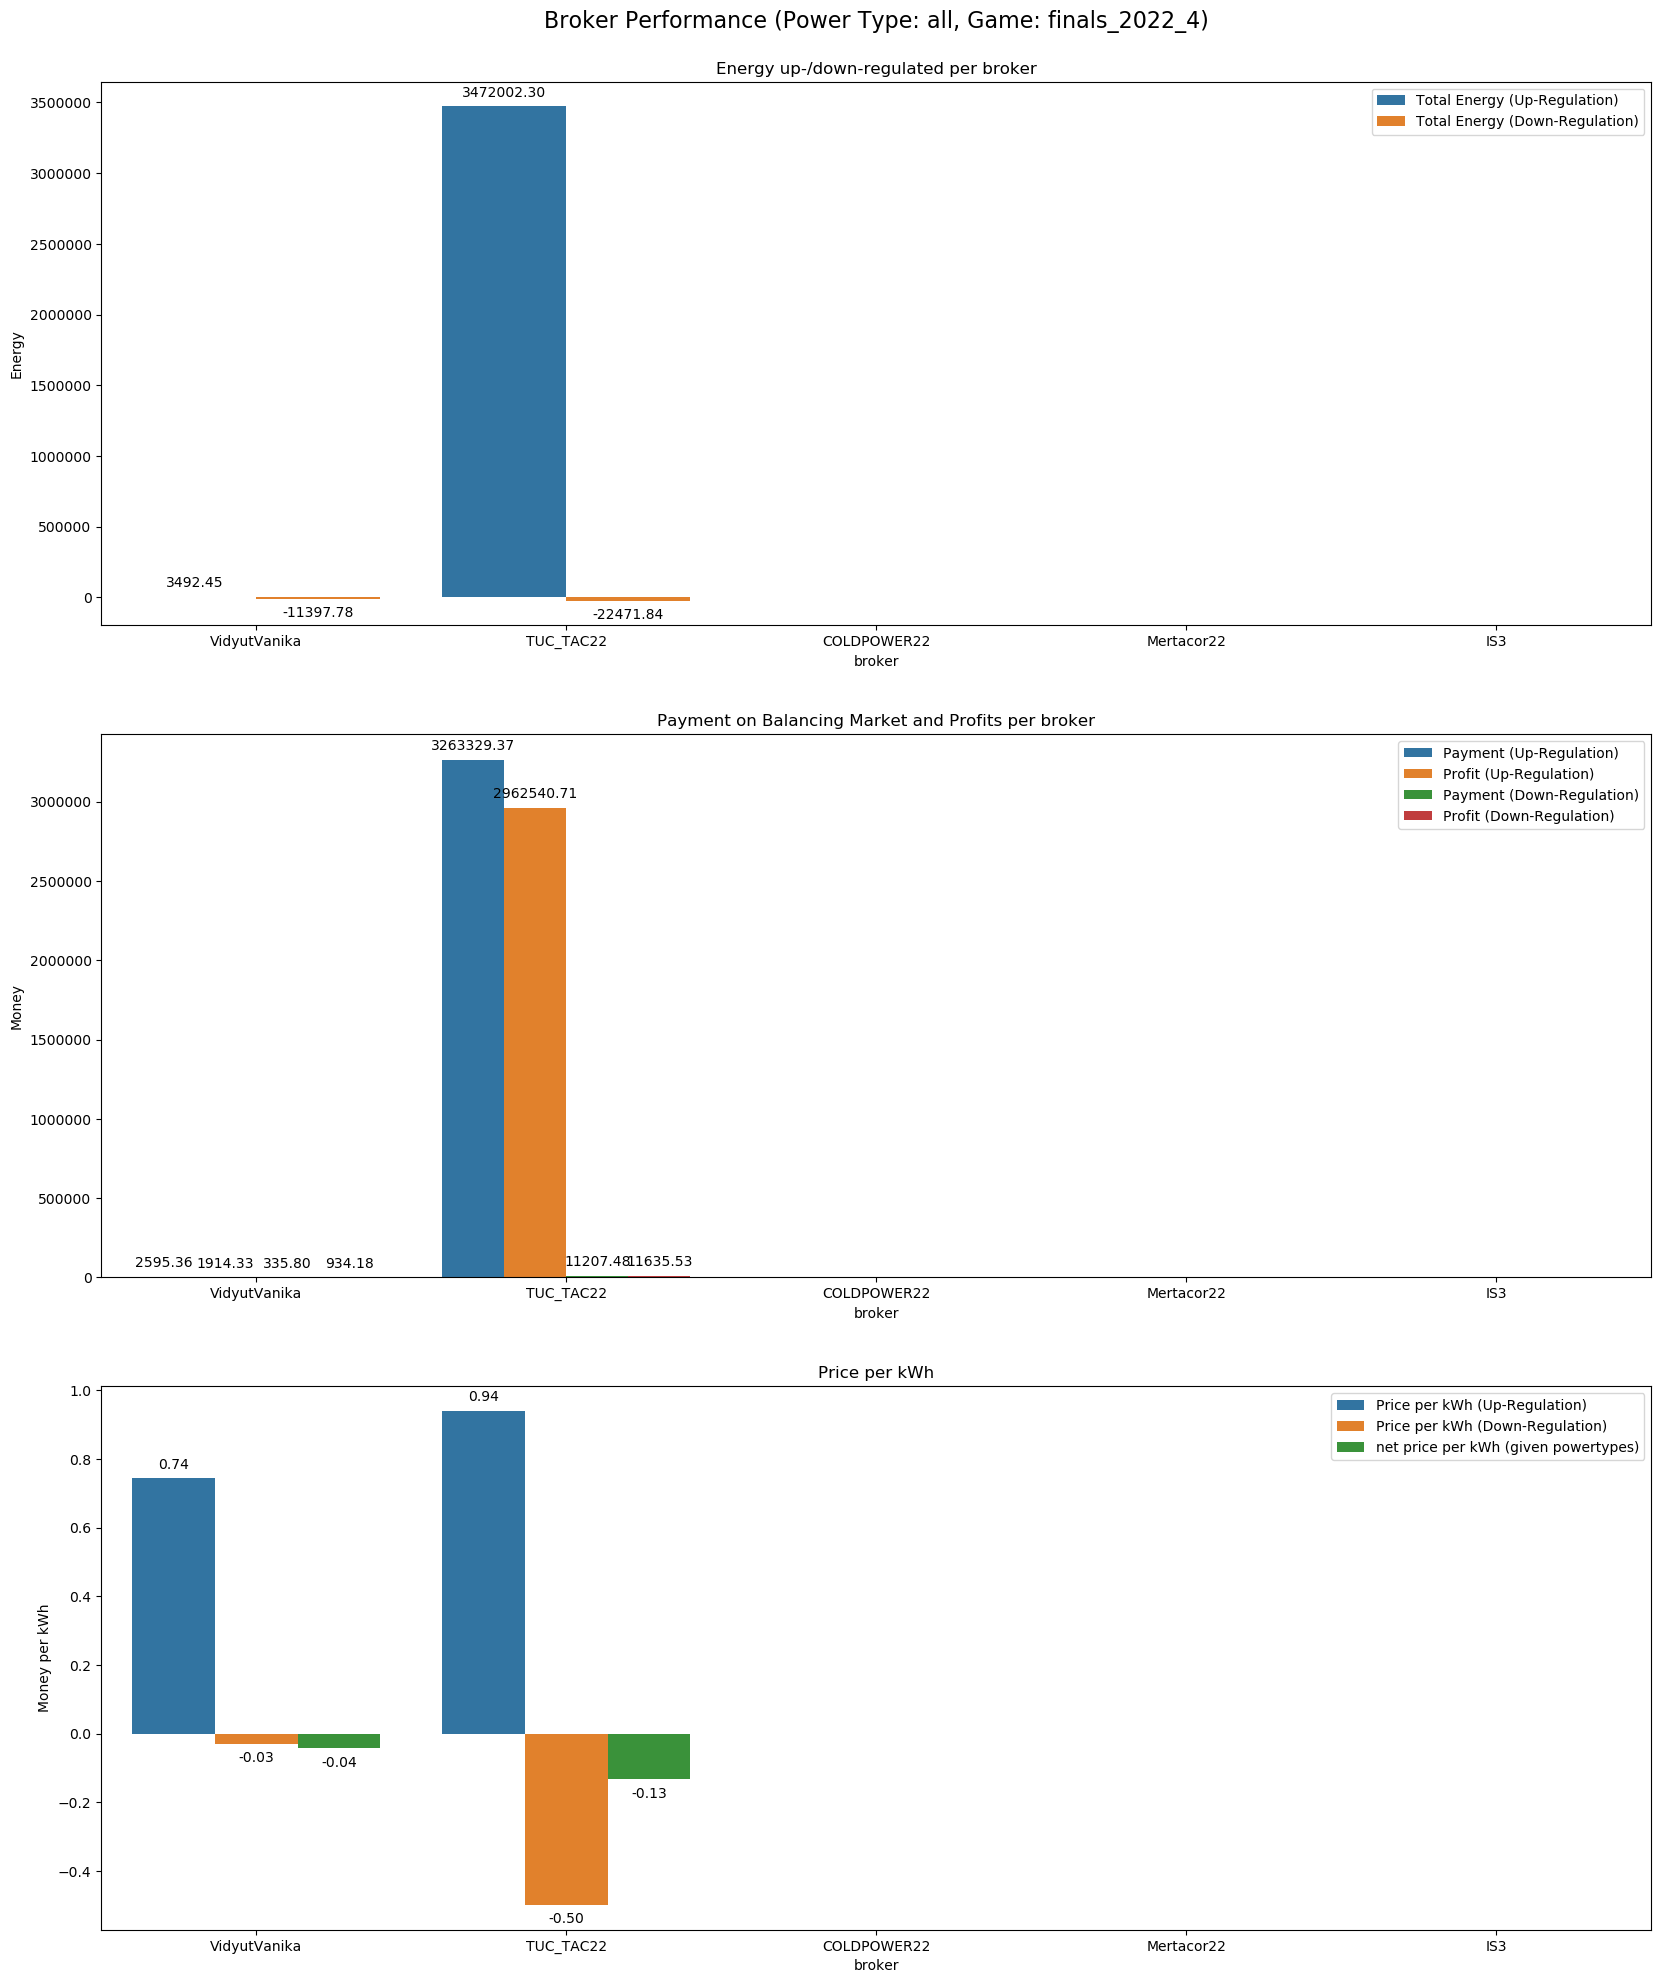 Broker Performance (Power Type: all, Game: finals_2022_4)
Energy up-/down-regulated per broker
Total Energy (Up-Regulation)
Total Energy (Down-Regulation)
3472002.30
3492.45
-11397.78
-22471.84
3500000
3000000
2500000
2000000
1500000
1000000
500000
0
Energy
VidyutVanika TUC_TAC22 COLDPOWER22 Mertacor22 IS3
broker
Payment on Balancing Market and Profits per broker
Payment (Up-Regulation)
Profit (Up-Regulation)
Payment (Down-Regulation)
Profit (Down-Regulation)
3263329.37
2962540.71
2595.36 1914.33 335.80 934.18 11207.48 11635.53
3000000
2500000
2000000
1500000
1000000
500000
0
Money
VidyutVanika TUC_TAC22 COLDPOWER22 Mertacor22 IS3
broker
Price per kWh
Price per kWh (Up-Regulation)
Price per kWh (Down-Regulation)
net price per kWh (given powertypes)
0.94
0.74
-0.03 -0.04
-0.13
-0.50
1.0
0.8
0.6
0.4
0.2
0.0
−0.2
−0.4
Money per kWh
VidyutVanika TUC_TAC22 COLDPOWER22 Mertacor22 IS3
broker